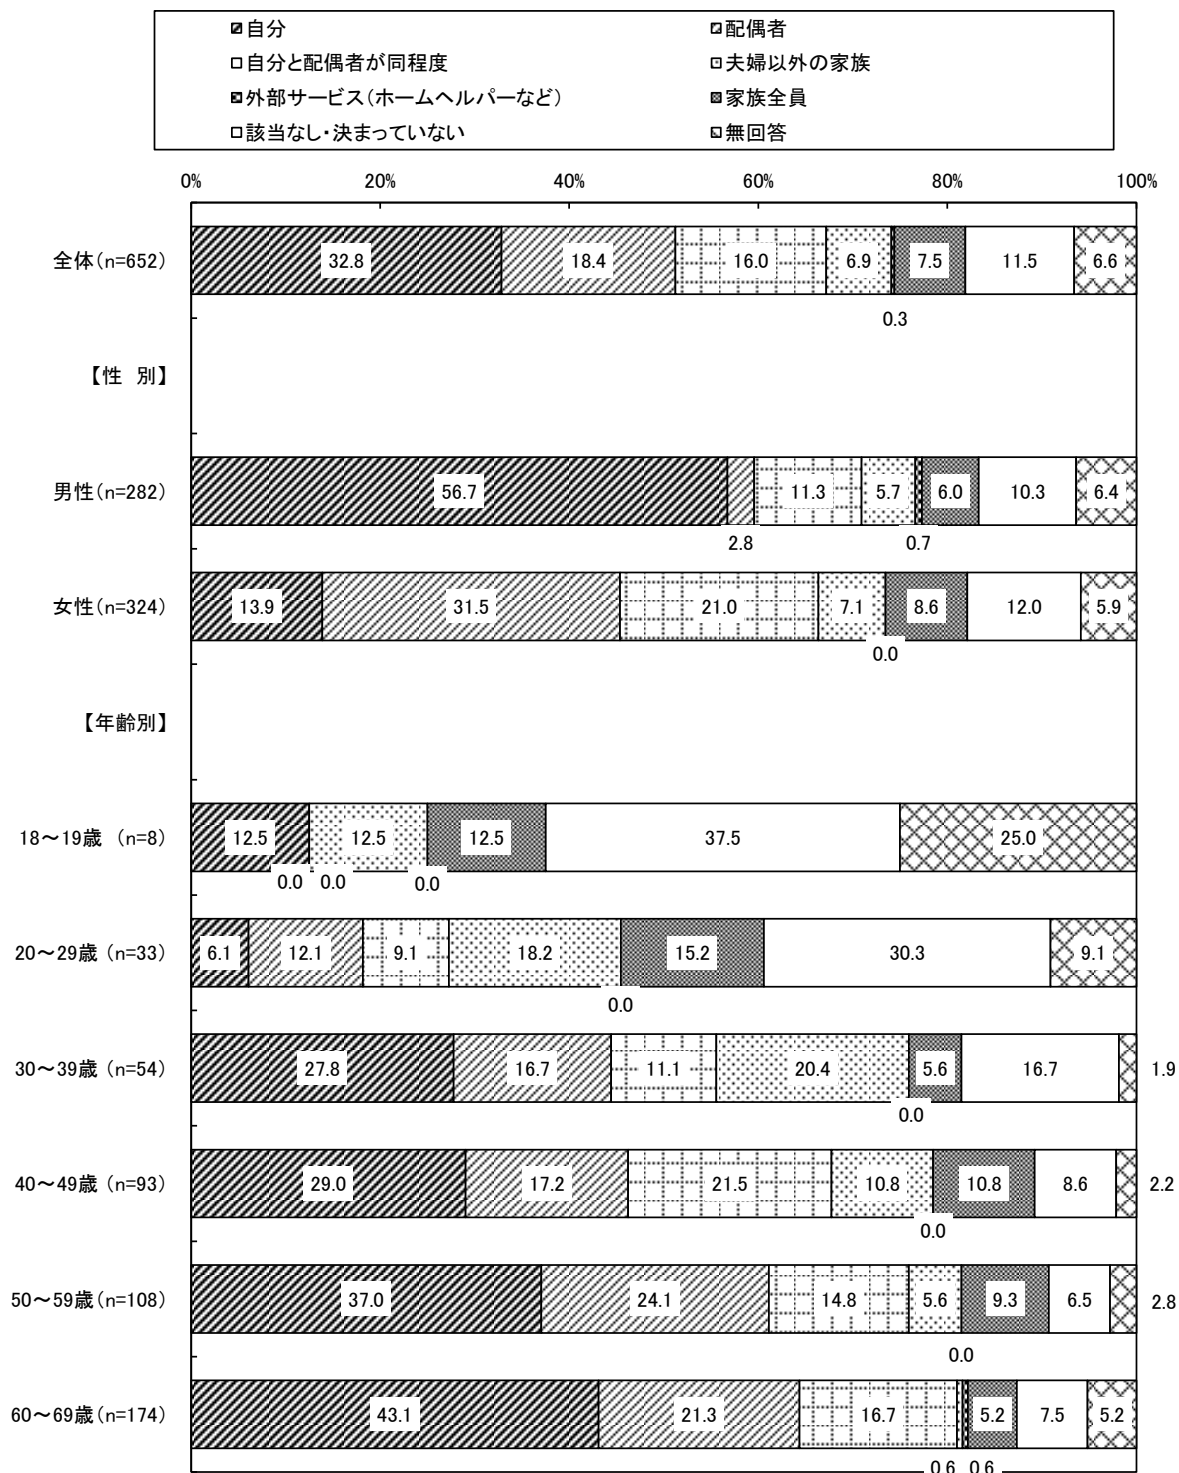 自分 配偶者
自分と配偶者が同程度 夫婦以外の家族
外部サービス(ホームヘルパーなど) 家族全員
該当なし・決まっていない 無回答
0% 20% 40% 60% 80% 100%
全体(n=652) 32.8 18.4 16.0 6.9 7.5 11.5 6.6
0.3
【性 別】
男性(n=282) 56.7 11.3 5.7 6.0 10.3 6.4
2.8 0.7
女性(n=324) 13.9 31.5 21.0 7.1 8.6 12.0 5.9
0.0
【年齢別】
18～19歳 (n=8) 12.5 12.5 12.5 37.5 25.0
0.0 0.0 0.0
20～29歳 (n=33) 6.1 12.1 9.1 18.2 15.2 30.3 9.1
0.0
30～39歳 (n=54) 27.8 16.7 11.1 20.4 5.6 16.7 1.9
0.0
40～49歳 (n=93) 29.0 17.2 21.5 10.8 10.8 8.6 2.2
0.0
50～59歳(n=108) 37.0 24.1 14.8 5.6 9.3 6.5 2.8
0.0
60～69歳(n=174) 43.1 21.3 16.7 5.2 7.5 5.2
0.6 0.6